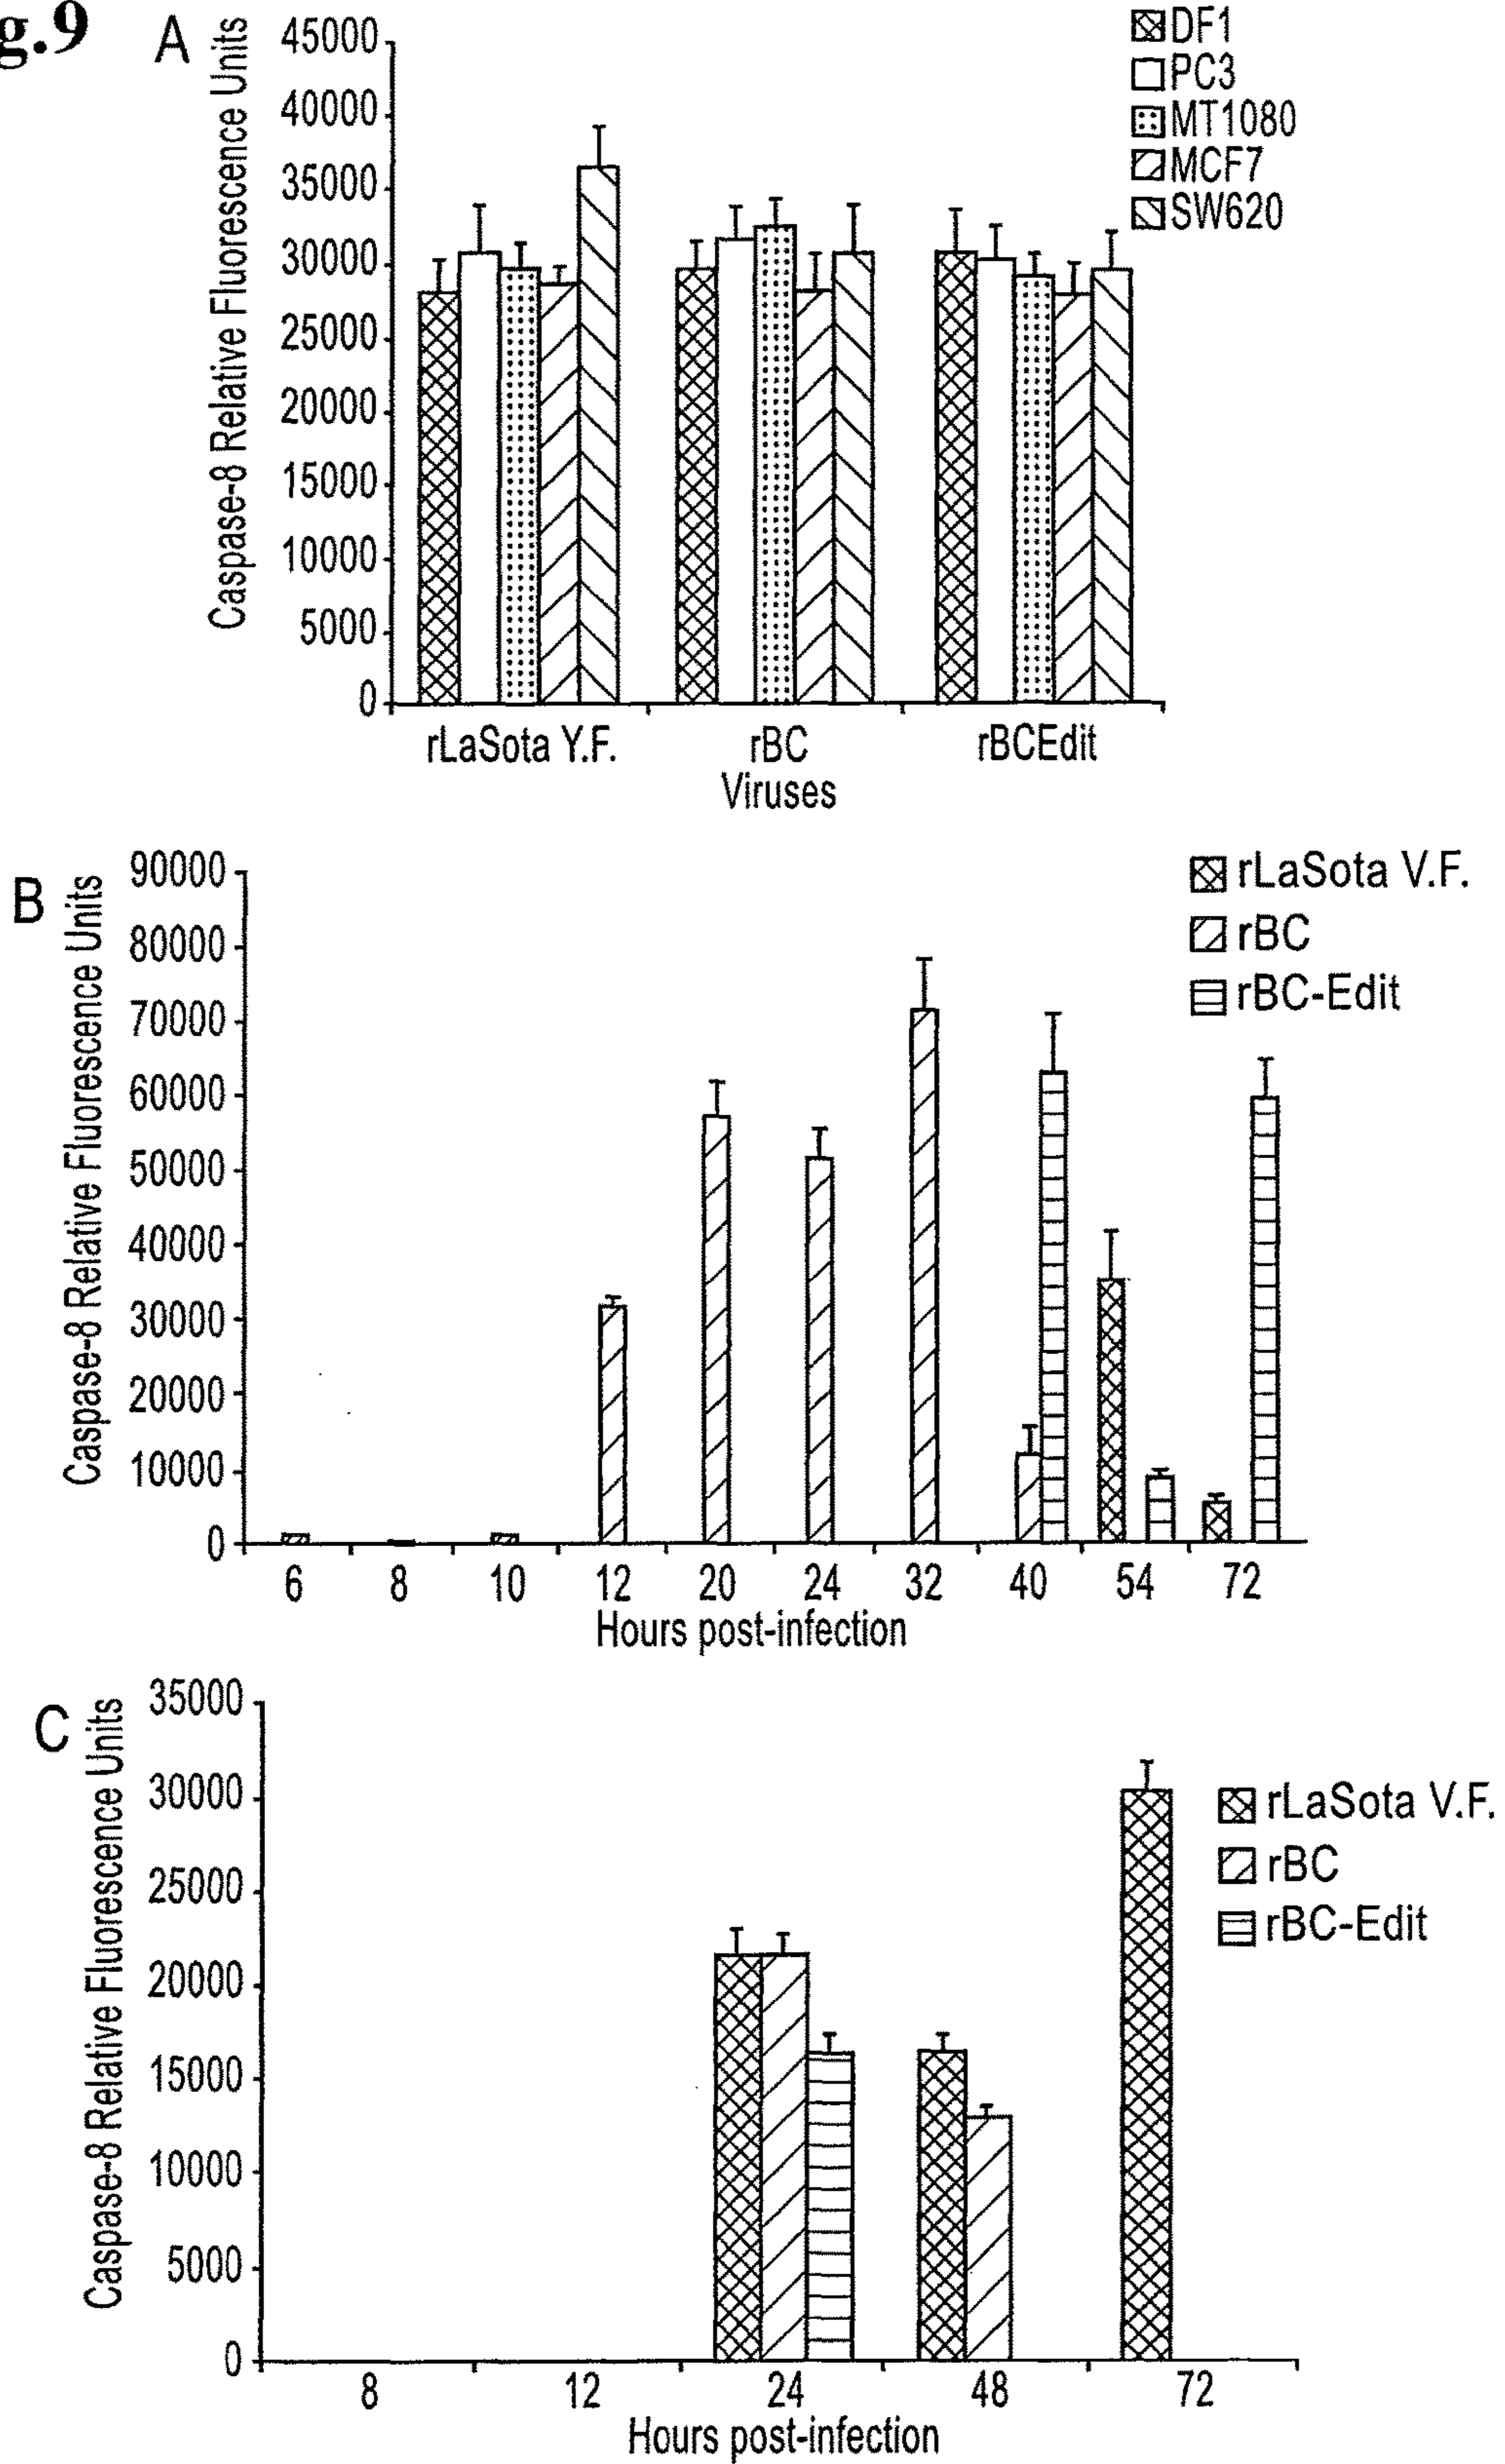 g.9
A
Caspase-8 Relative Fluorescence Units
45000
40000
35000
30000
25000
20000
15000
10000
5000
0
DF1
PC3
MT1080
MCF7
SW620
rLaSota Y.F.
rBC
rBCEdit
Viruses
B
Caspase-8 Relative Fluorescence Units
90000
80000
70000
60000
50000
40000
30000
20000
10000
0
rLaSota V.F.
rBC
rBC-Edit
6 8 10 12 20 24 32 40 54 72
Hours post-infection
C
Caspase-8 Relative Fluorescence Units
35000
30000
25000
20000
15000
10000
5000
0
rLaSota V.F.
rBC
rBC-Edit
8 12 24 48 72
Hours post-infection